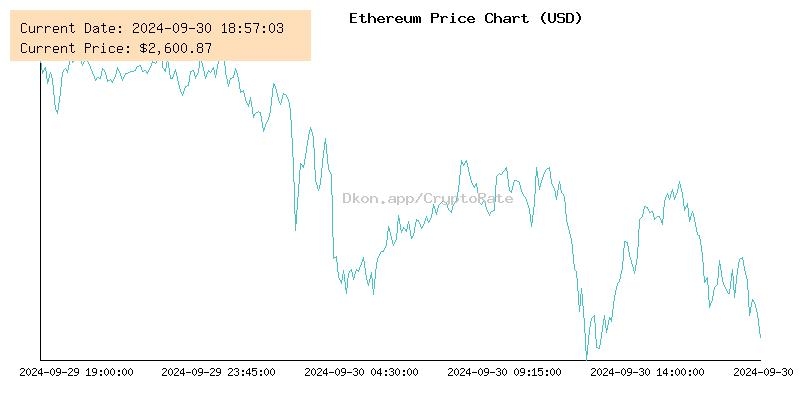 Ethereum Price Chart (USD)
Current Date: 2024-09-30 18:57:03
Current Price: $2,600.87
Dkon.app/CryptoRate
2024-09-29 19:00:00 2024-09-29 23:45:00 2024-09-30 04:30:00 2024-09-30 09:15:00 2024-09-30 14:00:00 2024-09-30